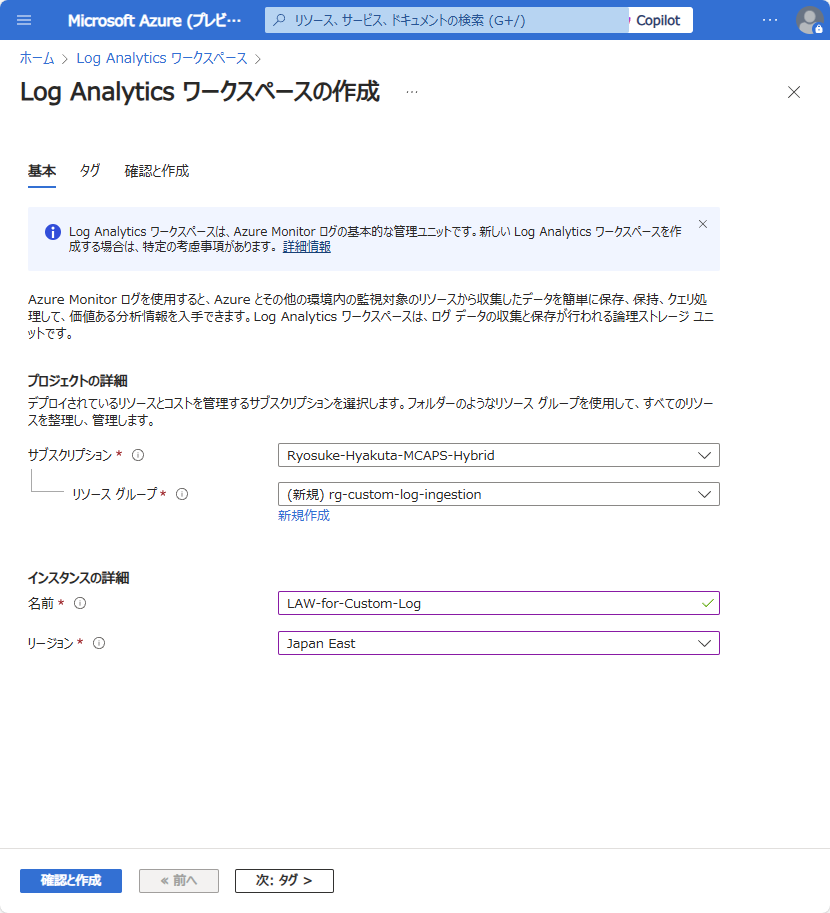 Microsoft Azure (プレビ…
リソース、サービス、ドキュメントの検索 (G+/)
Copilot
…
ホーム > Log Analytics ワークスペース >
Log Analytics ワークスペースの作成 …
基本 タグ 確認と作成
Log Analytics ワークスペースは、Azure Monitor ログの基本的な管理ユニットです。新しい Log Analytics ワークスペースを作
成する場合は、特定の考慮事項があります。 詳細情報
Azure Monitor ログを使用すると、Azure とその他の環境内の監視対象のリソースから収集したデータを簡単に保存、保持、クエリ処
理して、価値ある分析情報を入手できます。Log Analytics ワークスペースは、ログ データの収集と保存が行われる論理ストレージ ユニ
ットです。
プロジェクトの詳細
デプロイされているリソースとコストを管理するサブスクリプションを選択します。フォルダーのようなリソース グループを使用して、すべてのリソー
スを整理し、管理します。
サブスクリプション *
Ryosuke-Hyakuta-MCAPS-Hybrid
リソース グループ *
(新規) rg-custom-log-ingestion
新規作成
インスタンスの詳細
名前 *
LAW-for-Custom-Log
リージョン *
Japan East
確認と作成
« 前へ
次: タグ >